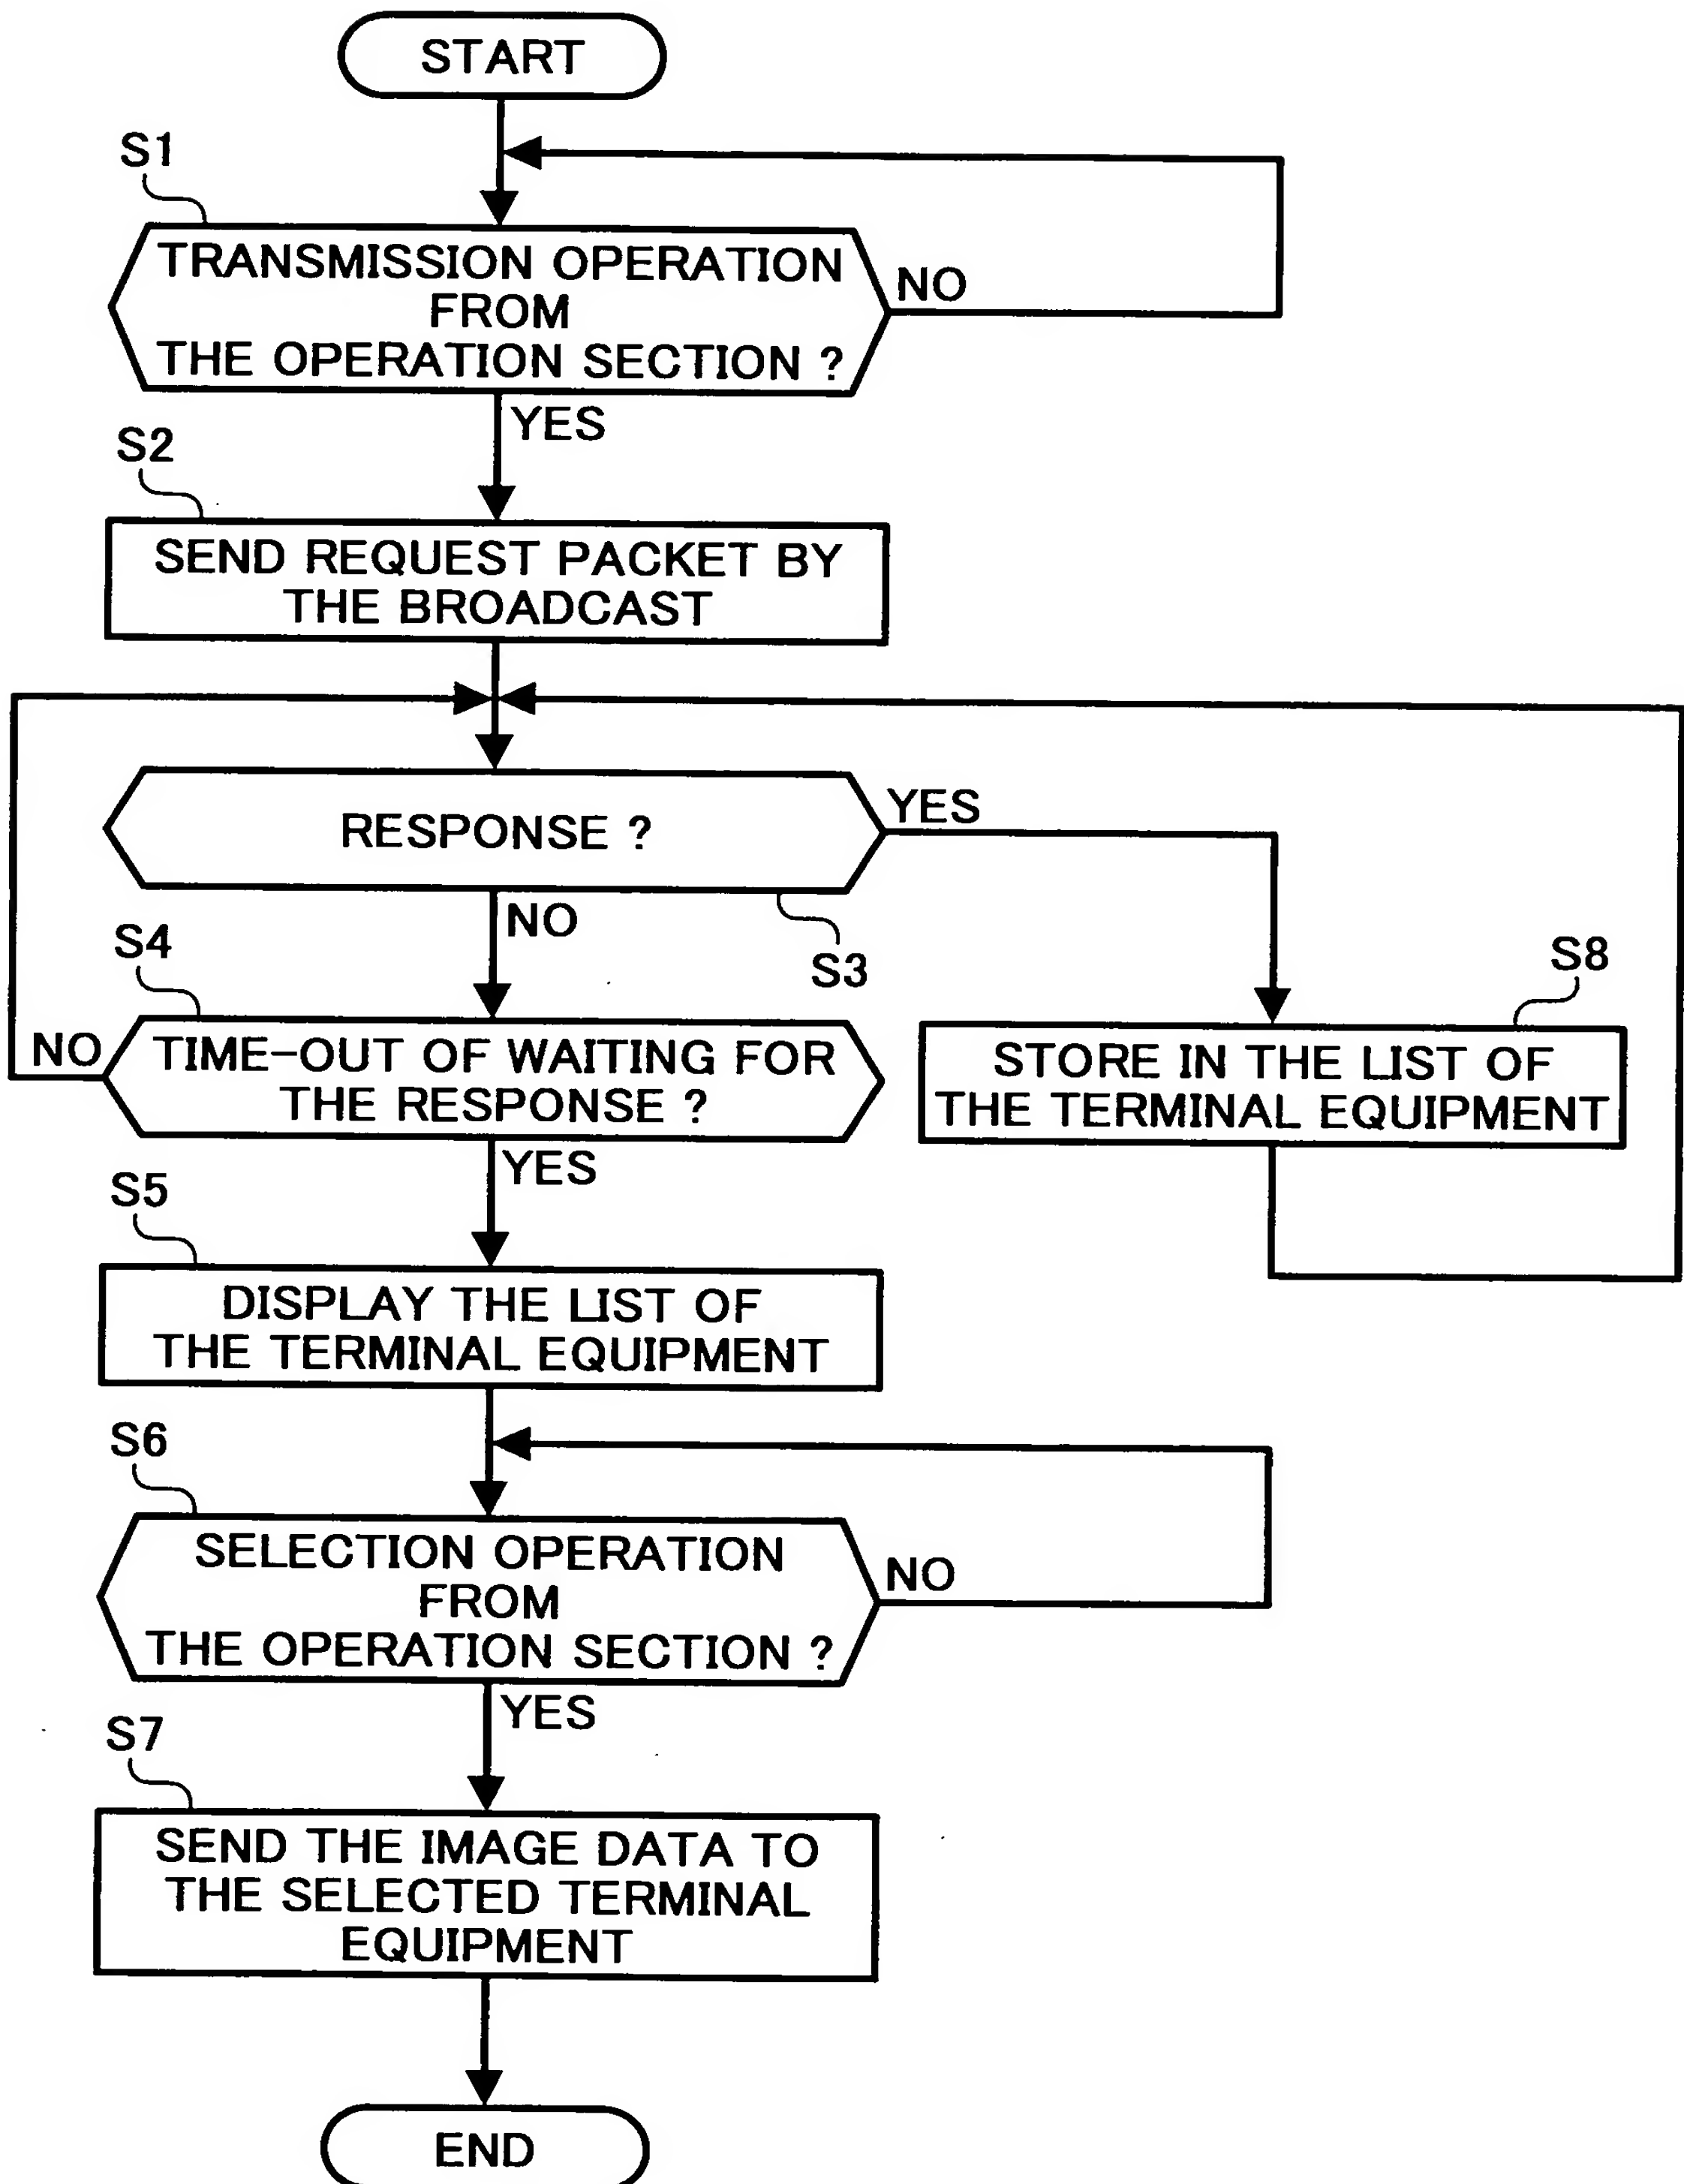 START
S1
TRANSMISSION OPERATION
FROM
THE OPERATION SECTION ?
NO
YES
S2
SEND REQUEST PACKET BY
THE BROADCAST
RESPONSE ?
YES
NO
S3
S4
NO
TIME-OUT OF WAITING FOR
THE RESPONSE ?
S8
STORE IN THE LIST OF
THE TERMINAL EQUIPMENT
YES
S5
DISPLAY THE LIST OF
THE TERMINAL EQUIPMENT
S6
SELECTION OPERATION
FROM
THE OPERATION SECTION ?
NO
YES
S7
SEND THE IMAGE DATA TO
THE SELECTED TERMINAL
EQUIPMENT
END